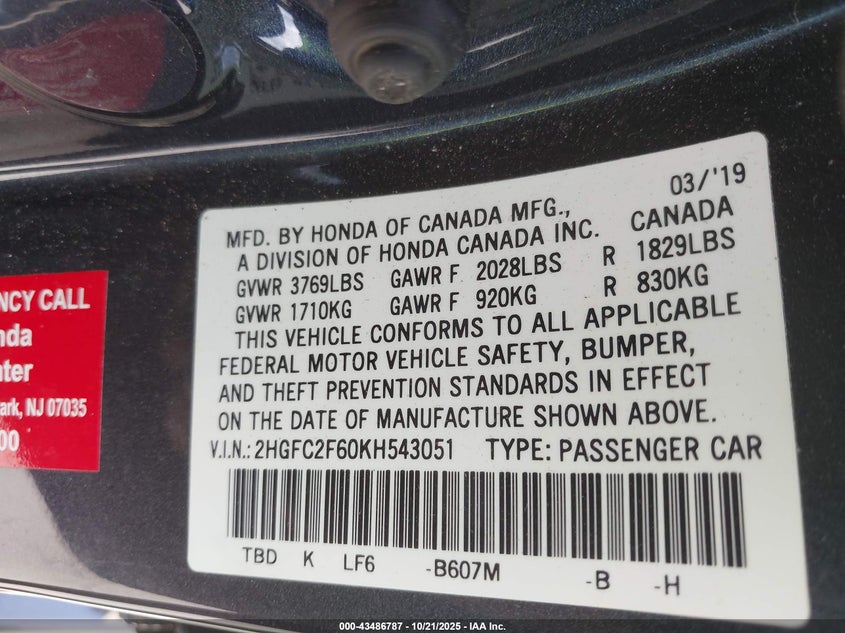 03/'19
MFD. BY HONDA OF CANADA MFG.,
A DIVISION OF HONDA CANADA INC. CANADA
GVWR 3769LBS GAWR F 2028LBS R 1829LBS
GVWR 1710KG GAWR F 920KG R 830KG
THIS VEHICLE CONFORMS TO ALL APPLICABLE
FEDERAL MOTOR VEHICLE SAFETY, BUMPER,
AND THEFT PREVENTION STANDARDS IN EFFECT
ON THE DATE OF MANUFACTURE SHOWN ABOVE.
V.I.N.: 2HGFC2F60KH543051 TYPE: PASSENGER CAR
TBD K LF6 -B607M -B -H
NCY CALL
nda
nter
ark, NJ 07035
00
000-43486787 - 10/21/2025 - IAA Inc.